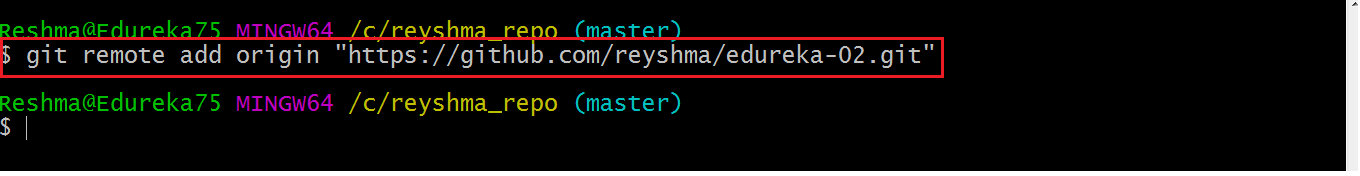 Reshma@Edureka75 MINGW64 /c/reyshma_repo (master)
$ git remote add origin "https://github.com/reyshma/edureka-02.git"
Reshma@Edureka75 MINGW64 /c/reyshma_repo (master)
$